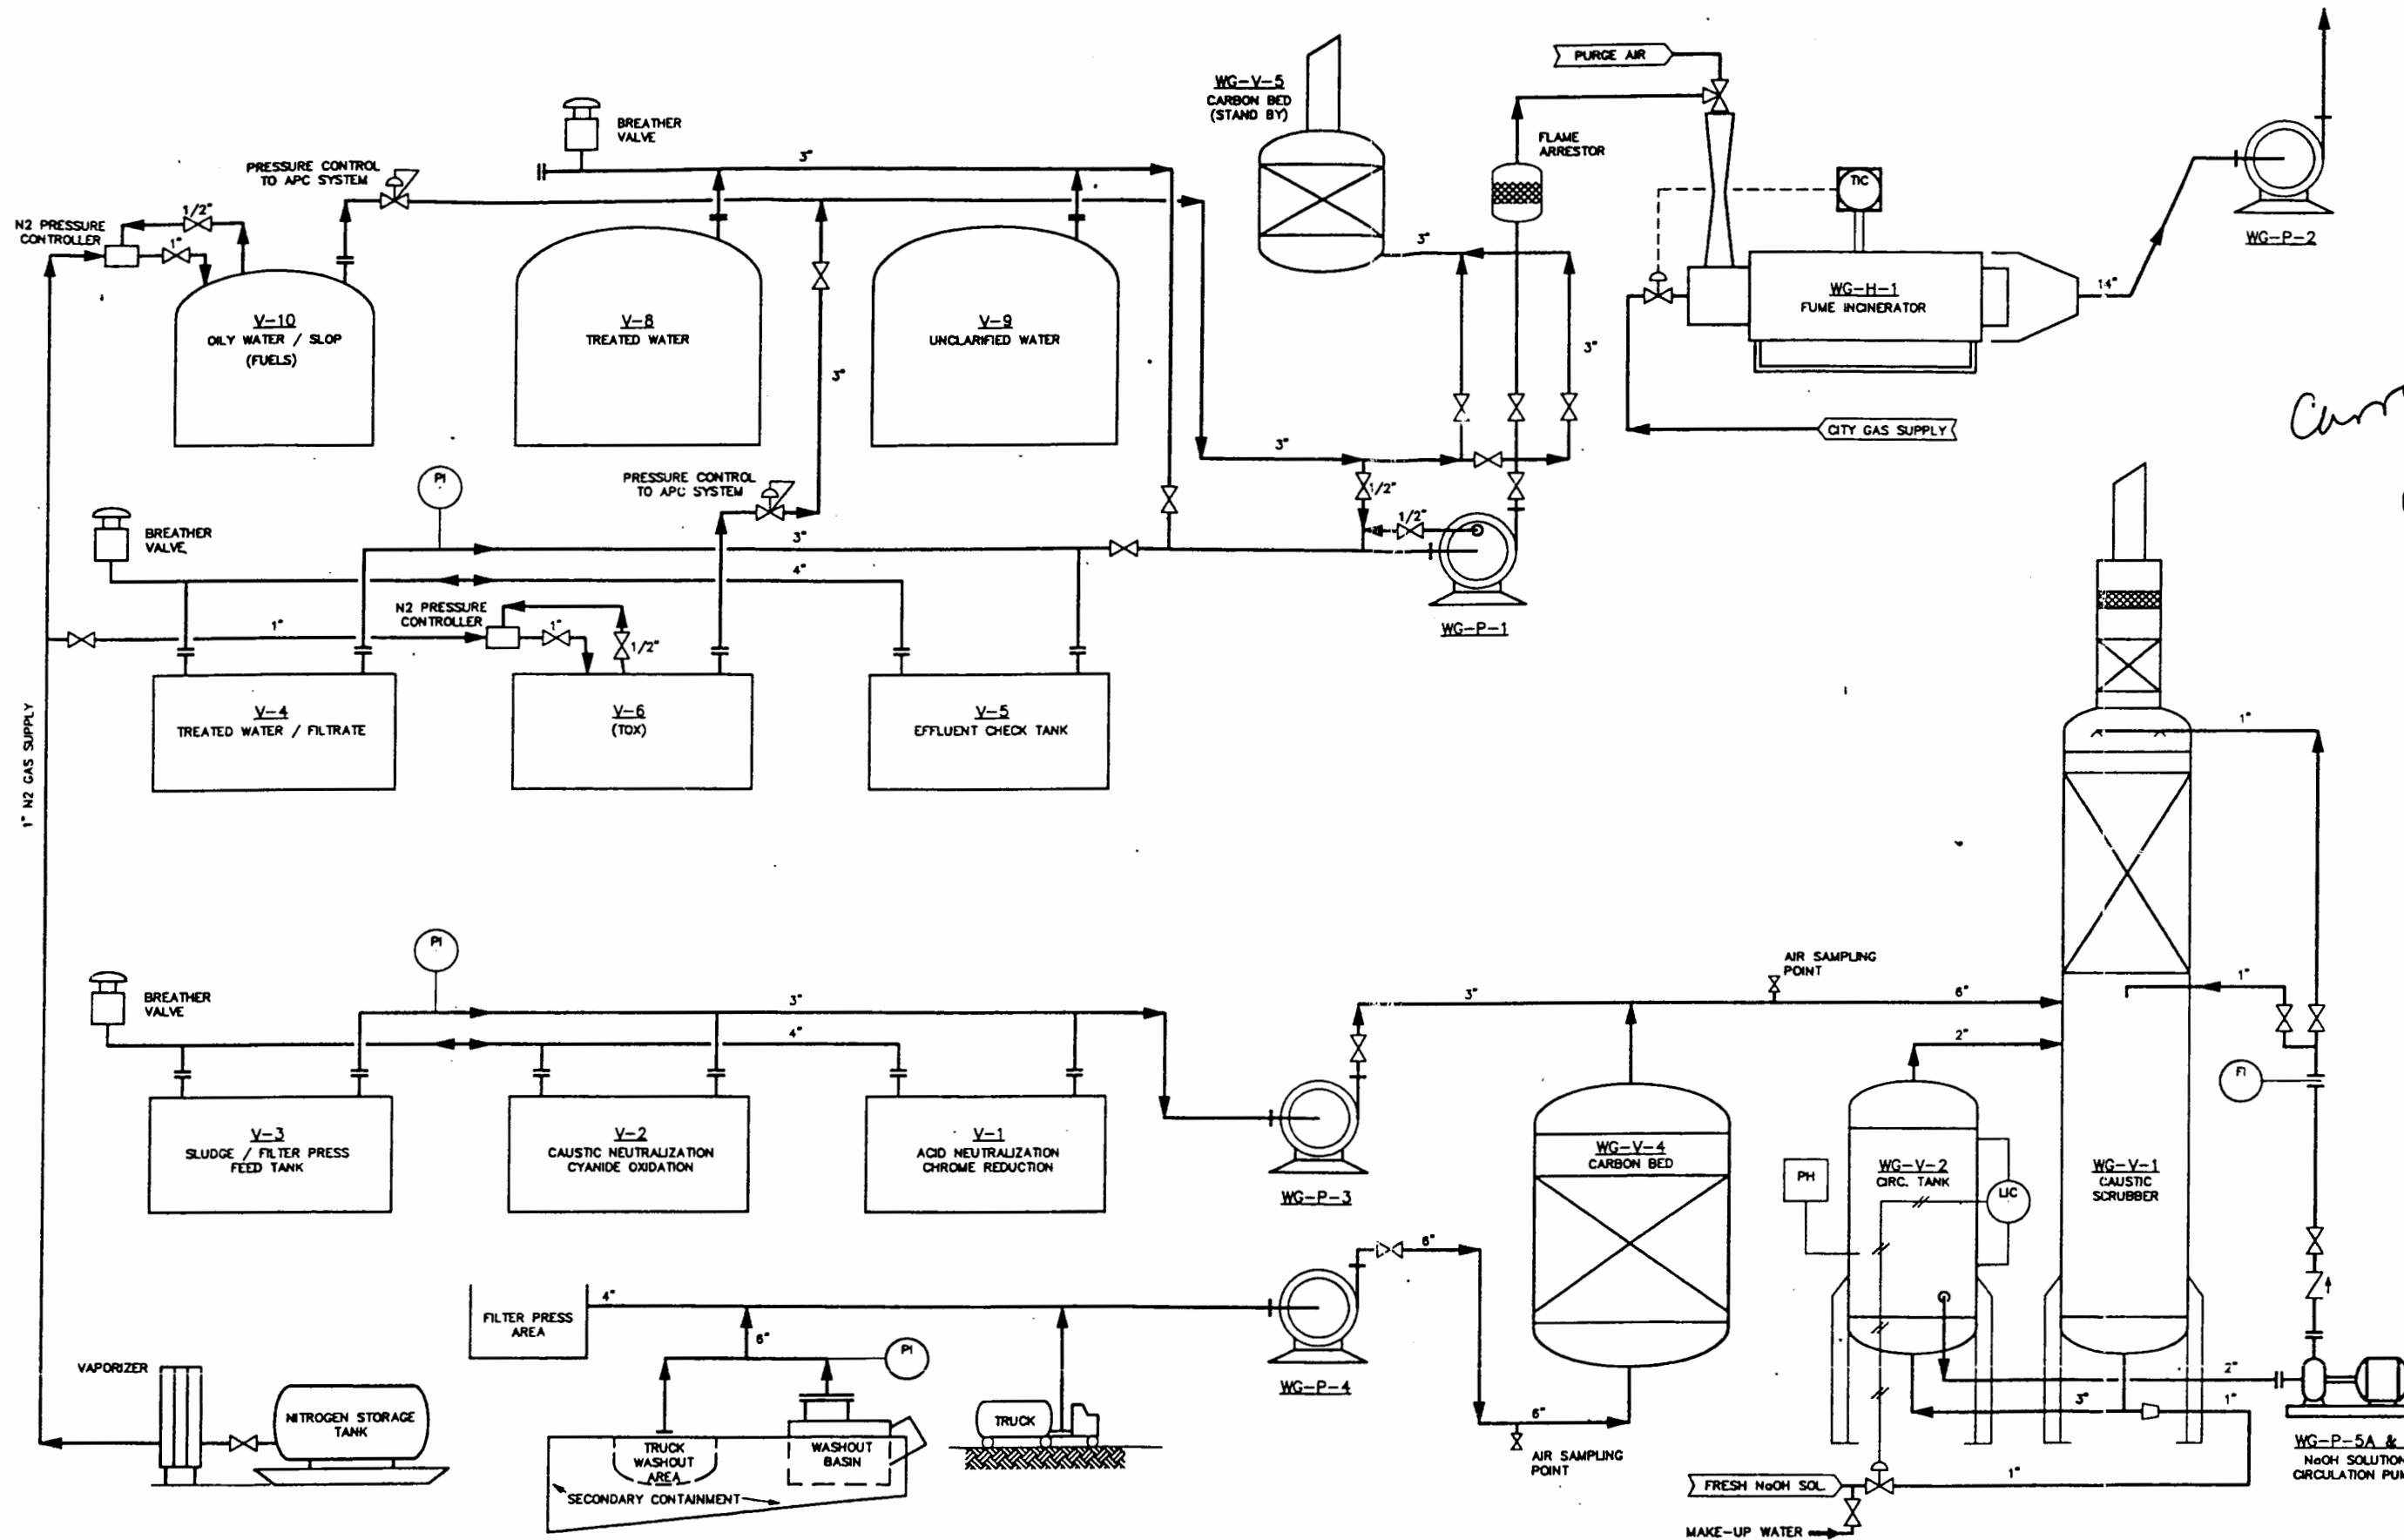 PURGE AIR
WG-V-5
CARBON BED
(STAND BY)
BREATHER
VALVE
FLAME
ARRESTOR
3"
PRESSURE CONTROL
TO APC SYSTEM
TIC
1/2"
N2 PRESSURE
CONTROLLER
1"
WG-P-2
3"
V-10
OILY WATER / SLOP
(FUELS)
V-8
TREATED WATER
V-9
UNCLARIFIED WATER
WG-H-1
FUME INCINERATOR
14"
3"
3"
CITY GAS SUPPLY
3"
PI
PRESSURE CONTROL
TO APC SYSTEM
1/2"
1/2"
BREATHER
VALVE
3"
4"
N2 PRESSURE
CONTROLLER
1"
1"
1/2"
WG-P-1
1" N2 GAS SUPPLY
V-4
TREATED WATER / FILTRATE
V-6
(TOX)
V-5
EFFLUENT CHECK TANK
1"
PI
AIR SAMPLING
POINT
1"
BREATHER
VALVE
3"
3"
6"
4"
2"
FI
V-3
SLUDGE / FILTER PRESS
FEED TANK
V-2
CAUSTIC NEUTRALIZATION
CYANIDE OXIDATION
V-1
ACID NEUTRALIZATION
CHROME REDUCTION
WG-P-3
WG-V-4
CARBON BED
PH
WG-V-2
CIRC. TANK
LIC
WG-V-1
CAUSTIC
SCRUBBER
6"
4"
FILTER PRESS
AREA
6"
PI
WG-P-4
VAPORIZER
2"
NITROGEN STORAGE
TANK
TRUCK
3"
1"
6"
TRUCK
WASHOUT
AREA
WASHOUT
BASIN
AIR SAMPLING
POINT
WG-P-5A &
NaOH SOLUTION
CIRCULATION PUM
SECONDARY CONTAINMENT
FRESH NaOH SOL.
1"
MAKE-UP WATER